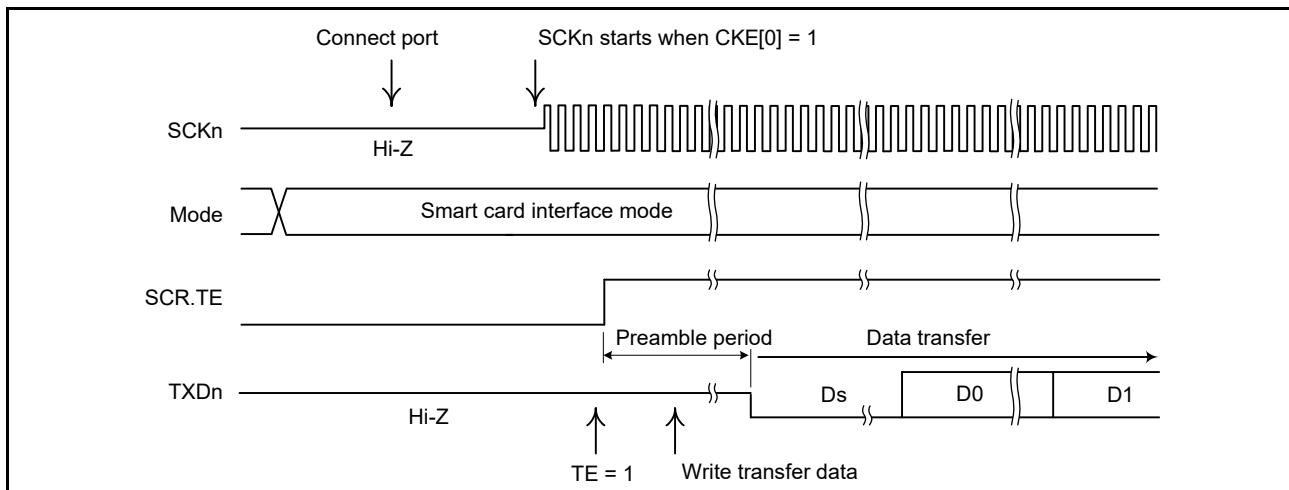 Connect port
SCKn starts when CKE[0] = 1
SCKn
Hi-Z
Mode
Smart card interface mode
SCR.TE
Preamble period
Data transfer
TXDn
Hi-Z
Ds
D0
D1
TE = 1
Write transfer data